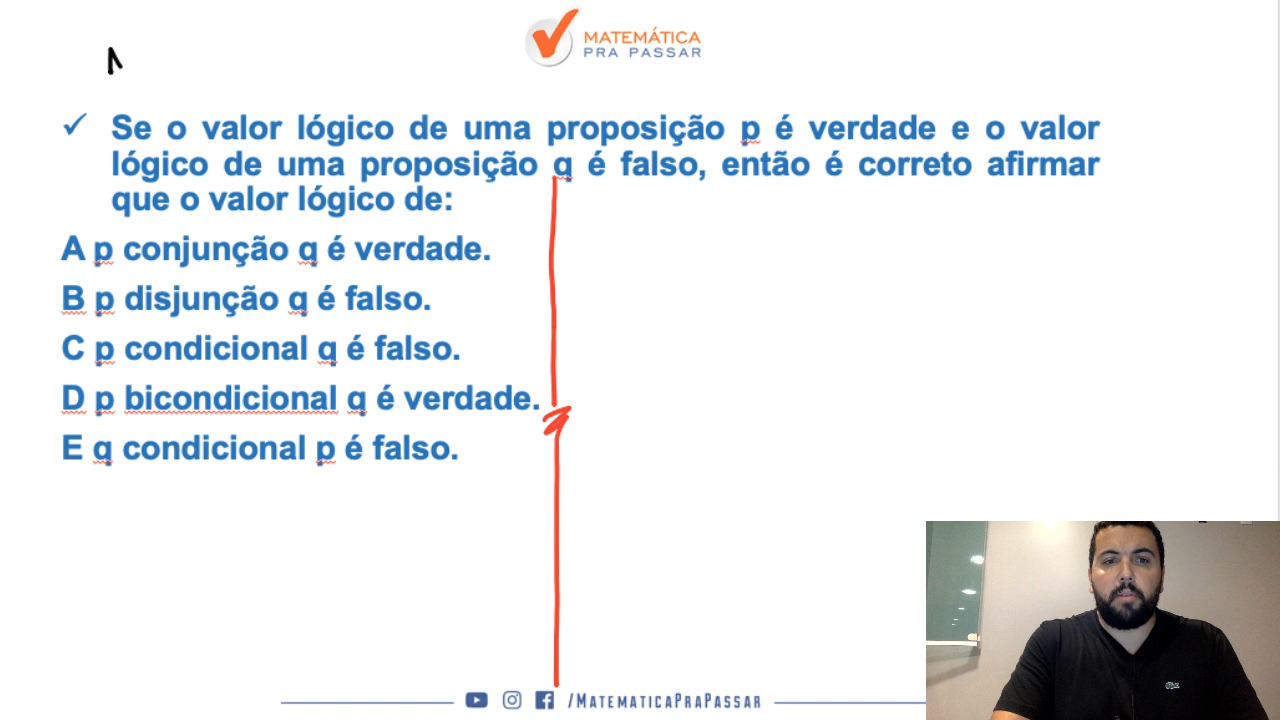 MATEMÁTICA
PRA PASSAR
✓ Se o valor lógico de uma proposição p é verdade e o valor
lógico de uma proposição q é falso, então é correto afirmar
que o valor lógico de:
A p conjunção q é verdade.
B p disjunção q é falso.
C p condicional q é falso.
D p bicondicional q é verdade.
E q condicional p é falso.
/MATEMATICAPRAPASSAR